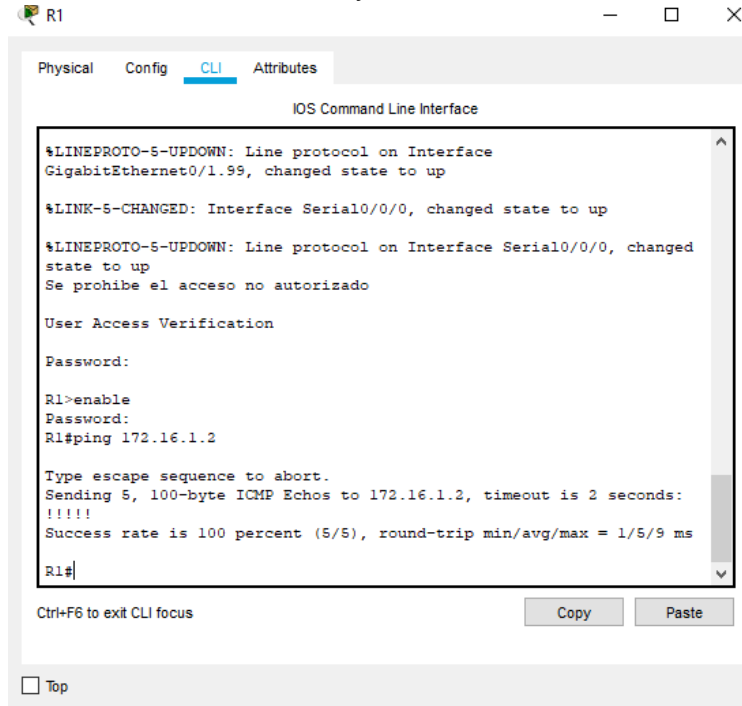 R1
Physical Config CLI Attributes
IOS Command Line Interface
%LINEPROTO-5-UPDOWN: Line protocol on Interface
GigabitEthernet0/1.99, changed state to up
%LINK-5-CHANGED: Interface Serial0/0/0, changed state to up
%LINEPROTO-5-UPDOWN: Line protocol on Interface Serial0/0/0, changed
state to up
Se prohibe el acceso no autorizado
User Access Verification
Password:
R1>enable
Password:
R1#ping 172.16.1.2
Type escape sequence to abort.
Sending 5, 100-byte ICMP Echos to 172.16.1.2, timeout is 2 seconds:
!!!!!
Success rate is 100 percent (5/5), round-trip min/avg/max = 1/5/9 ms
R1#
Ctrl+F6 to exit CLI focus
Copy Paste
Top